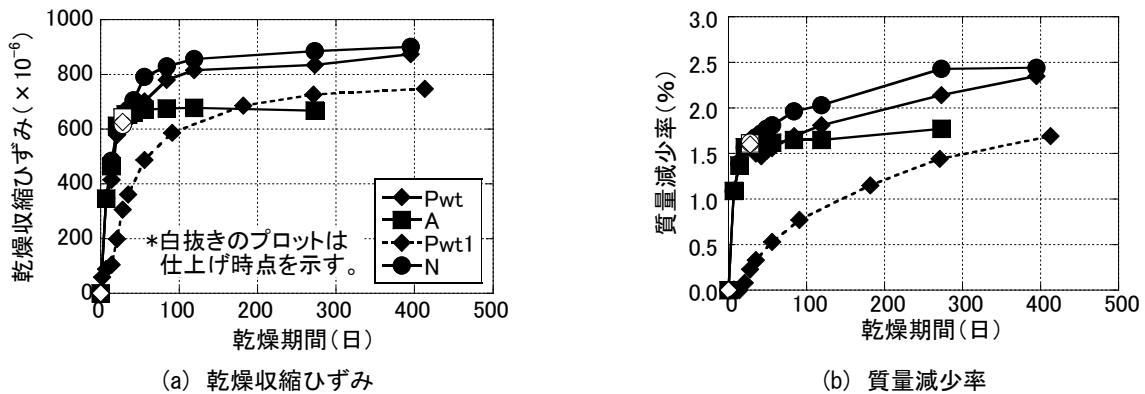 乾燥収縮ひずみ(×10⁻⁶)
1000
800
600
400
200
0
0 100 200 300 400 500
乾燥期間(日)
*白抜きのプロットは
仕上げ時点を示す。
Pwt
A
Pwt1
N
(a) 乾燥収縮ひずみ
質量減少率(%)
3.0
2.5
2.0
1.5
1.0
0.5
0.0
0 100 200 300 400 500
乾燥期間(日)
(b) 質量減少率